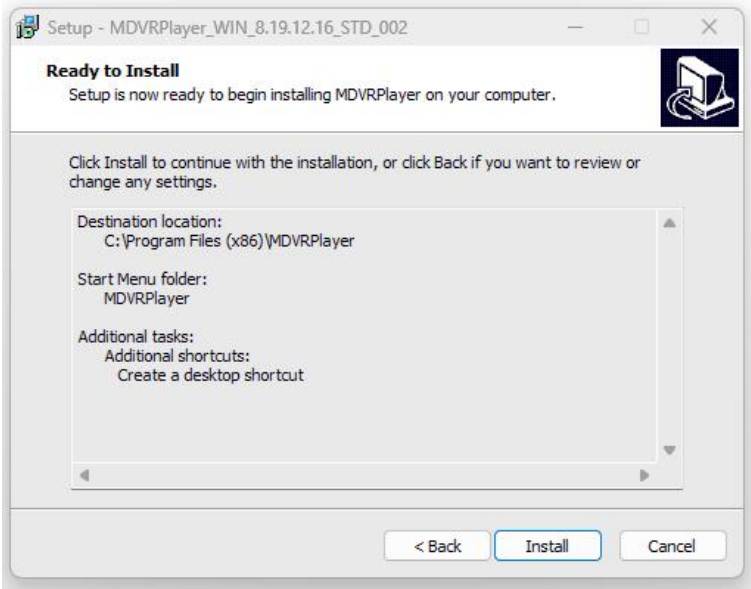 Setup - MDVRPlayer_WIN_8.19.12.16_STD_002
Ready to Install
Setup is now ready to begin installing MDVRPlayer on your computer.
Click Install to continue with the installation, or click Back if you want to review or
change any settings.
Destination location:
C:\Program Files (x86)\MDVRPlayer
Start Menu folder:
MDVRPlayer
Additional tasks:
Additional shortcuts:
Create a desktop shortcut
< Back
Install
Cancel